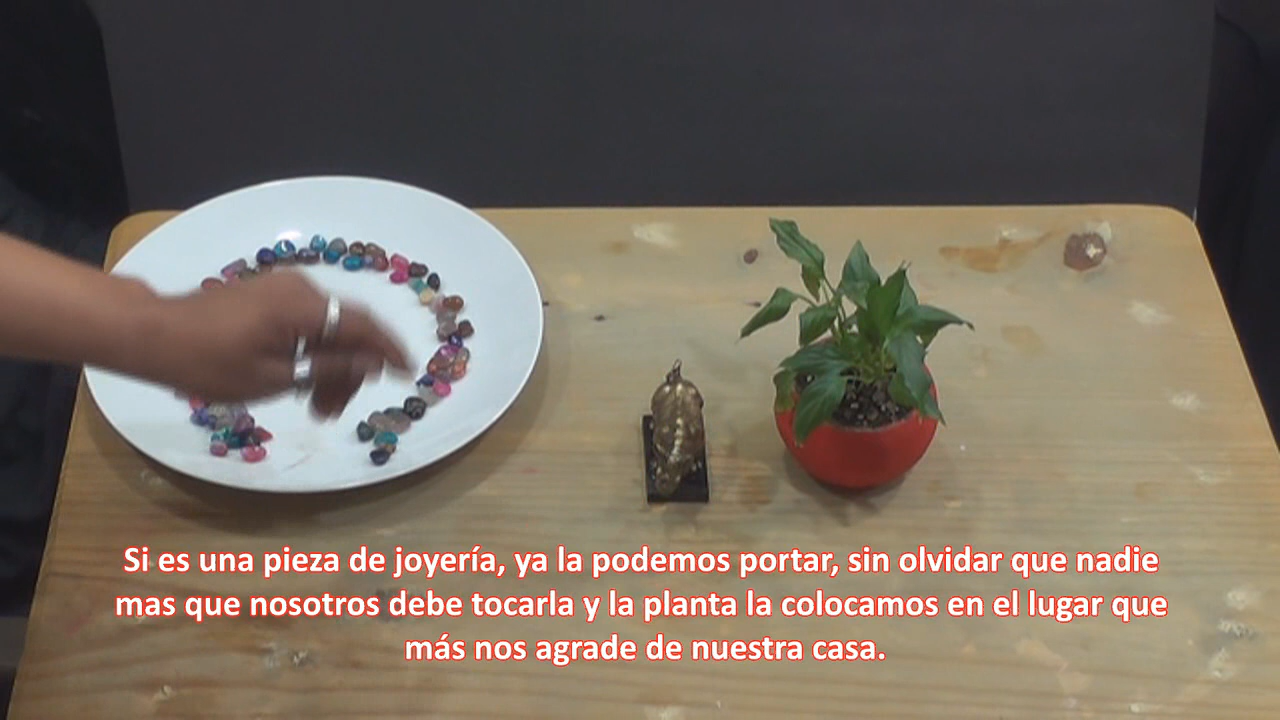 Si es una pieza de joyería, ya la podemos portar, sin olvidar que nadie
mas que nosotros debe tocarla y la planta la colocamos en el lugar que
más nos agrade de nuestra casa.